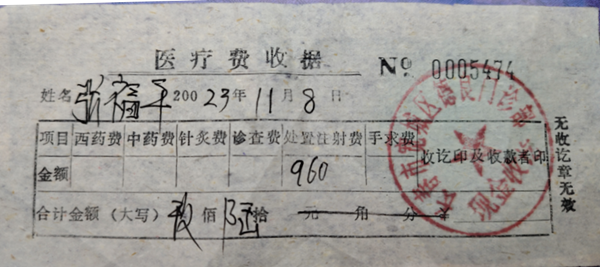 医疗费收据 № 0005474
姓名 张福平 20023年11月8日
项目 西药费 中药费 针灸费 诊查费 处置注射费 手求费 收讫印及收款者印
金额 960
合计金额(大写) 玖佰陆拾 元 角 分
无收讫章无效
现金收讫